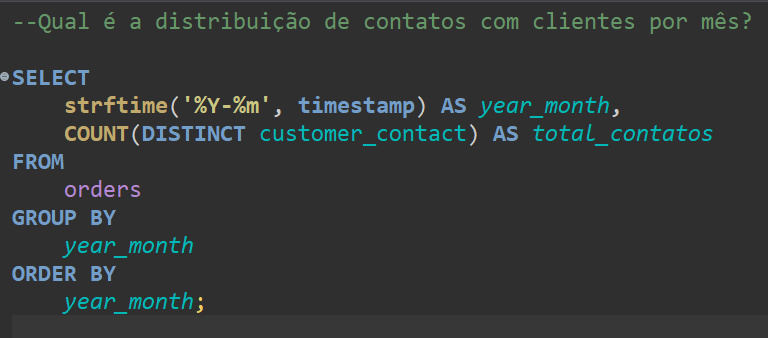 --Qual é a distribuição de contatos com clientes por mês?
SELECT
strftime('%Y-%m', timestamp) AS year_month,
COUNT(DISTINCT customer_contact) AS total_contatos
FROM
orders
GROUP BY
year_month
ORDER BY
year_month;